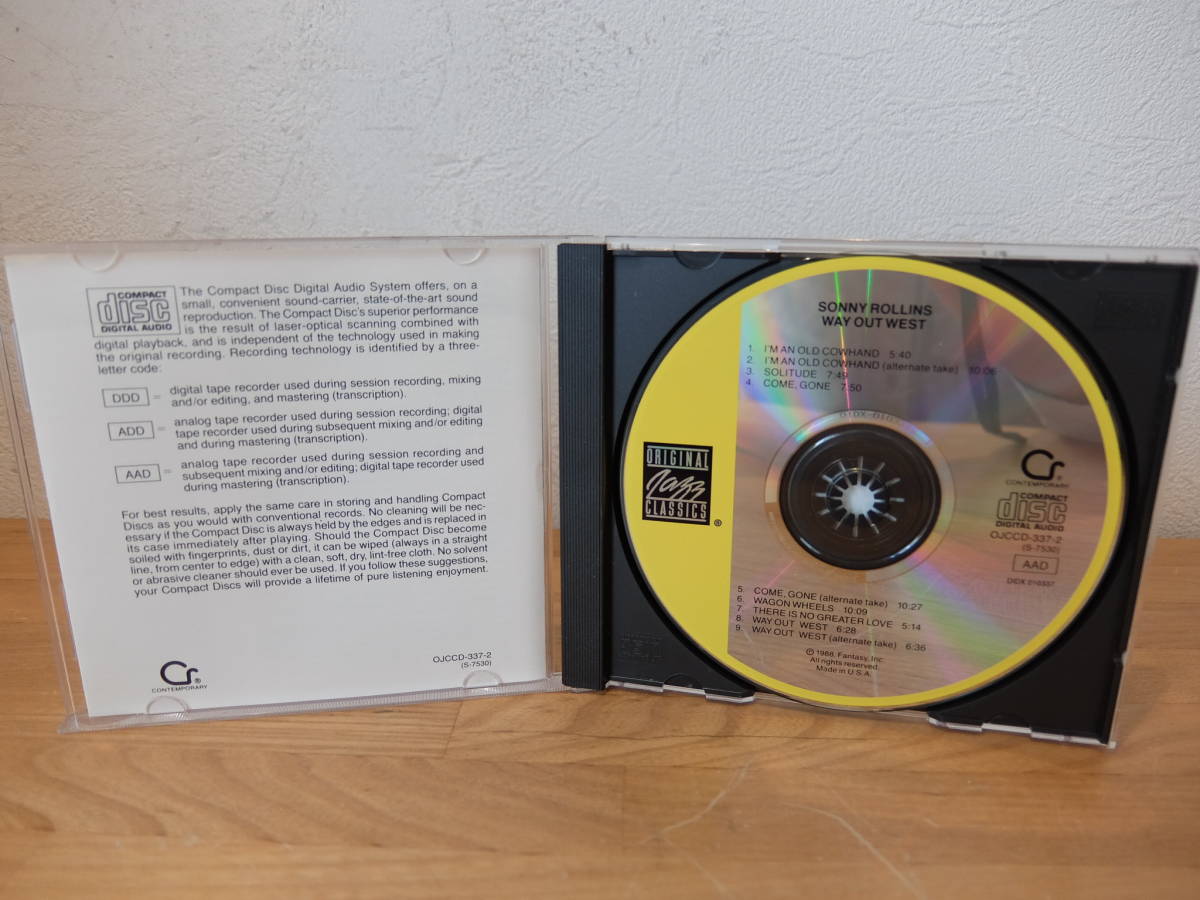 COMPACT
disc
DIGITAL AUDIO
The Compact Disc Digital Audio System offers, on a
small, convenient sound-carrier, state-of-the-art sound
reproduction. The Compact Disc's superior performance
is the result of laser-optical scanning combined with
digital playback, and is independent of the technology used in making
the original recording. Recording technology is identified by a three-
letter code:
DDD = digital tape recorder used during session recording, mixing
and/or editing, and mastering (transcription).
ADD = analog tape recorder used during session recording; digital
tape recorder used during subsequent mixing and/or editing
and during mastering (transcription).
AAD = analog tape recorder used during session recording and
subsequent mixing and/or editing; digital tape recorder used
during mastering (transcription).
For best results, apply the same care in storing and handling Compact
Discs as you would with conventional records. No cleaning will be nec-
essary if the Compact Disc is always held by the edges and is replaced in
its case immediately after playing. Should the Compact Disc become
soiled with fingerprints, dust or dirt, it can be wiped (always in a straight
line, from center to edge) with a clean, soft, dry, lint-free cloth. No solvent
or abrasive cleaner should ever be used. If you follow these suggestions,
your Compact Discs will provide a lifetime of pure listening enjoyment.
Cr®
CONTEMPORARY
OJCCD-337-2
(S-7530)
SONNY ROLLINS
WAY OUT WEST
1. I'M AN OLD COWHAND 5:40
2. I'M AN OLD COWHAND (alternate take) 10:06
3. SOLITUDE 7:49
4. COME, GONE 7:50
ORIGINAL
Jazz
CLASSICS
®
Cr
CONTEMPORARY
COMPACT
disc
DIGITAL AUDIO
OJCCD-337-2
(S-7530)
AAD
DIDX
5. COME, GONE (alternate take) 10:27
6. WAGON WHEELS 10:09
7. THERE IS NO GREATER LOVE 5:14
8. WAY OUT WEST 6:28
9. WAY OUT WEST (alternate take) 6:36
© 1988, Fantasy, Inc.
All rights reserved.
Made in U.S.A.